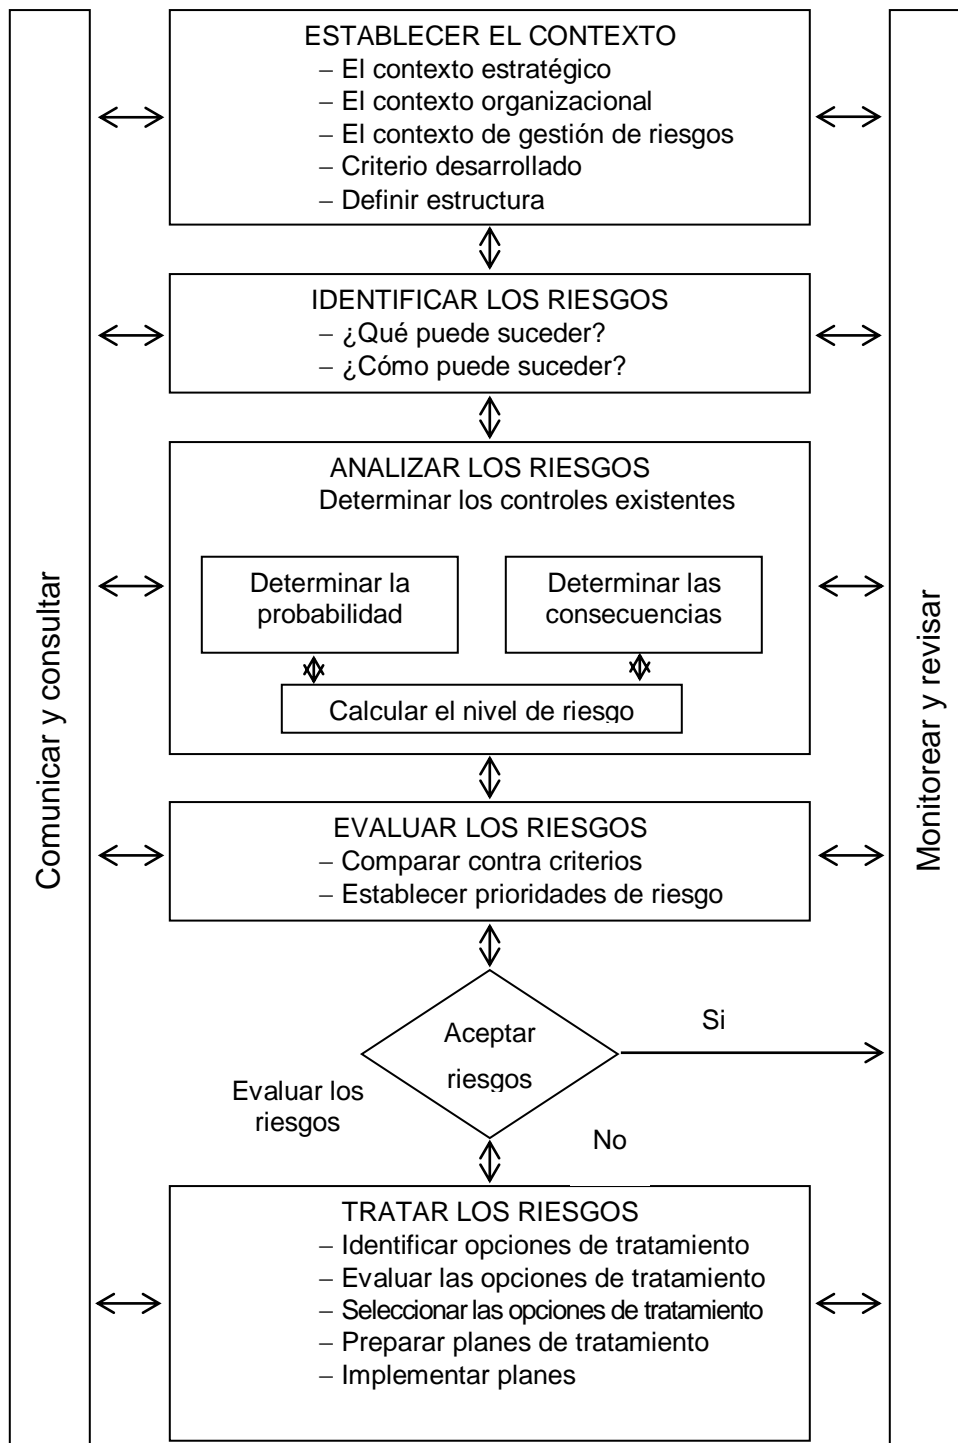 ESTABLECER EL CONTEXTO
– El contexto estratégico
– El contexto organizacional
– El contexto de gestión de riesgos
– Criterio desarrollado
– Definir estructura
IDENTIFICAR LOS RIESGOS
– ¿Qué puede suceder?
– ¿Cómo puede suceder?
ANALIZAR LOS RIESGOS
Determinar los controles existentes
Determinar la
probabilidad
Determinar las
consecuencias
Calcular el nivel de riesgo
Comunicar y consultar
Monitorear y revisar
EVALUAR LOS RIESGOS
– Comparar contra criterios
– Establecer prioridades de riesgo
Aceptar
riesgos
Si
Evaluar los
riesgos
No
TRATAR LOS RIESGOS
– Identificar opciones de tratamiento
– Evaluar las opciones de tratamiento
– Seleccionar las opciones de tratamiento
– Preparar planes de tratamiento
– Implementar planes